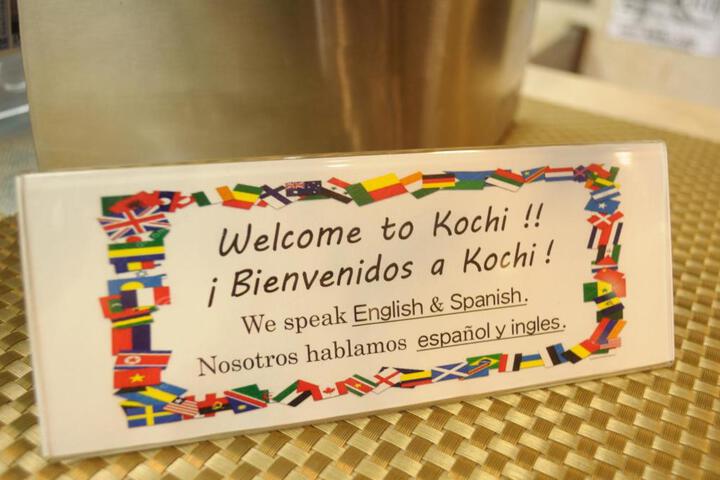 Welcome to Kochi !!
¡ Bienvenidos a Kochi !
We speak English & Spanish.
Nosotros hablamos español y ingles.